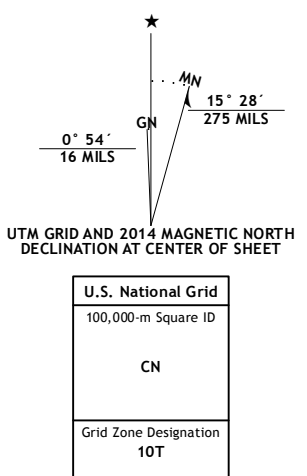 ★
MN
GN
15° 28´
275 MILS
0° 54´
16 MILS
UTM GRID AND 2014 MAGNETIC NORTH
DECLINATION AT CENTER OF SHEET
U.S. National Grid
100,000-m Square ID
CN
Grid Zone Designation
10T